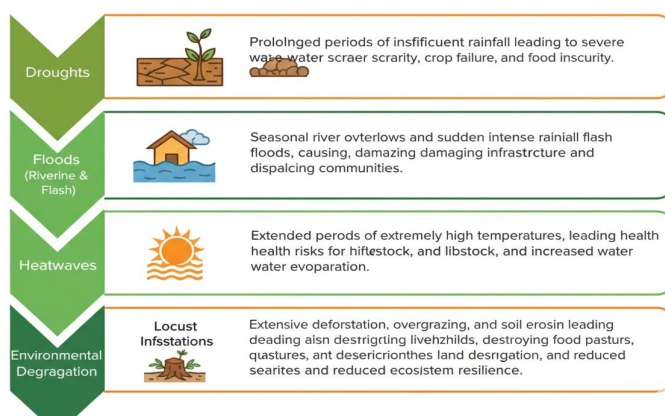 Droughts
Prololnged periods of insfificuent rainfall leading to severe
water scraer scrarity, crop failure, and food inscurity.
Floods
(Riverine &
Flash)
Seasonal river overlows and sudden intense rainiall flash
floods, causing, damazing damaging infrastrcture and
dispalcing communities.
Heatwaves
Extended perods of extremely high temperatures, leading health
health risks for and libstock, and increased water
water evoporation.
Environmental
Degragation
Locust
Infsstations
Extensive deforstation, overgrazing, and soil erosin leading
deading aisn destrigrting livehzhilds, destroying food pasturs,
qustures, ant desericrionthes land desrigation, and reduced
searites and reduced ecosistem resilience.